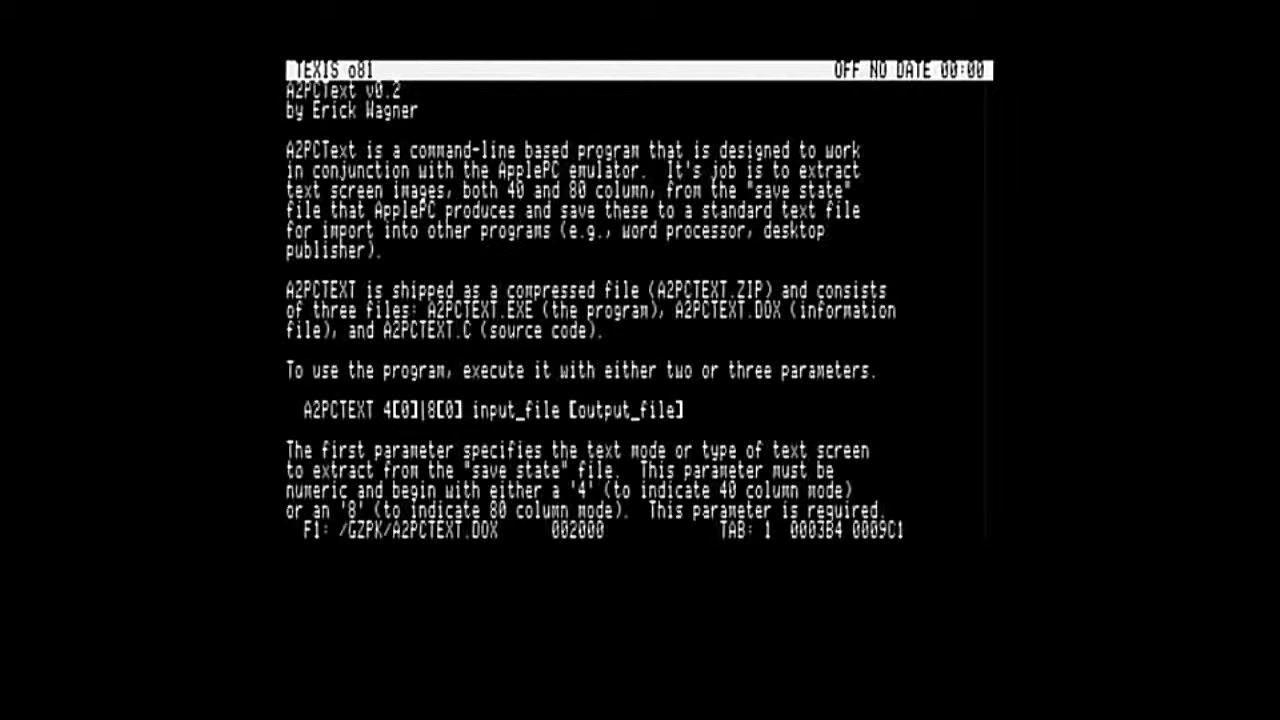 TEXIS o81 OFF NO DATE 00:00
A2PCText v0.2
by Erick Wagner
A2PCText is a command-line based program that is designed to work
in conjunction with the ApplePC emulator.  It's job is to extract
text screen images, both 40 and 80 column, from the "save state"
file that ApplePC produces and save these to a standard text file
for import into other programs (e.g., word processor, desktop
publisher).
A2PCTEXT is shipped as a compressed file (A2PCTEXT.ZIP) and consists
of three files: A2PCTEXT.EXE (the program), A2PCTEXT.DOX (information
file), and A2PCTEXT.C (source code).
To use the program, execute it with either two or three parameters.
A2PCTEXT 4[0]|8[0] input_file [output_file]
The first parameter specifies the text mode or type of text screen
to extract from the "save state" file.  This parameter must be
numeric and begin with either a '4' (to indicate 40 column mode)
or an '8' (to indicate 80 column mode).  This parameter is required.
F1: /GZPK/A2PCTEXT.DOX 002000 TAB: 1 0003B4 0009C1